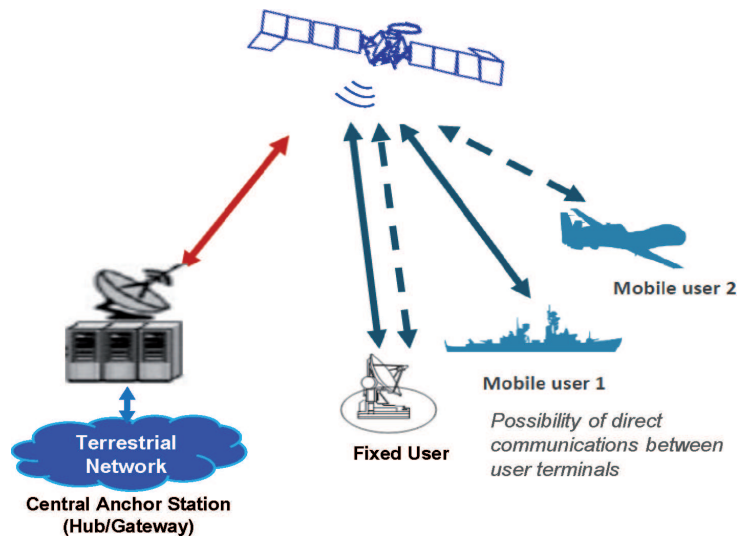 Mobile user 2
Mobile user 1
Possibility of direct
communications between
user terminals
Fixed User
Terrestrial
Network
Central Anchor Station
(Hub/Gateway)